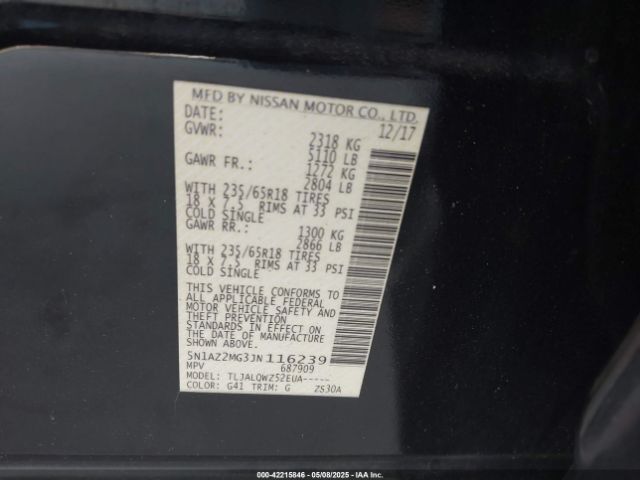 MFD BY NISSAN MOTOR CO., LTD.
DATE: 12/17
GVWR: 2318 KG
5110 LB
GAWR FR.: 1272 KG
2804 LB
WITH 235/65R18 TIRES
18 x 7.5 RIMS AT 33 PSI
COLD SINGLE
GAWR RR.: 1300 KG
2866 LB
WITH 235/65R18 TIRES
18 x 7.5 RIMS AT 33 PSI
COLD SINGLE
THIS VEHICLE CONFORMS TO
ALL APPLICABLE FEDERAL
MOTOR VEHICLE SAFETY AND
THEFT PREVENTION
STANDARDS IN EFFECT ON
THE DATE OF MANUFACTURE
SHOWN ABOVE.
5N1AZ2MG3JN116239
MPV 687909
MODEL: TLJALQWZ52EUA-----
COLOR: G41 TRIM: G ZS30A
000-42215846 - 05/08/2025 - IAAI.COM